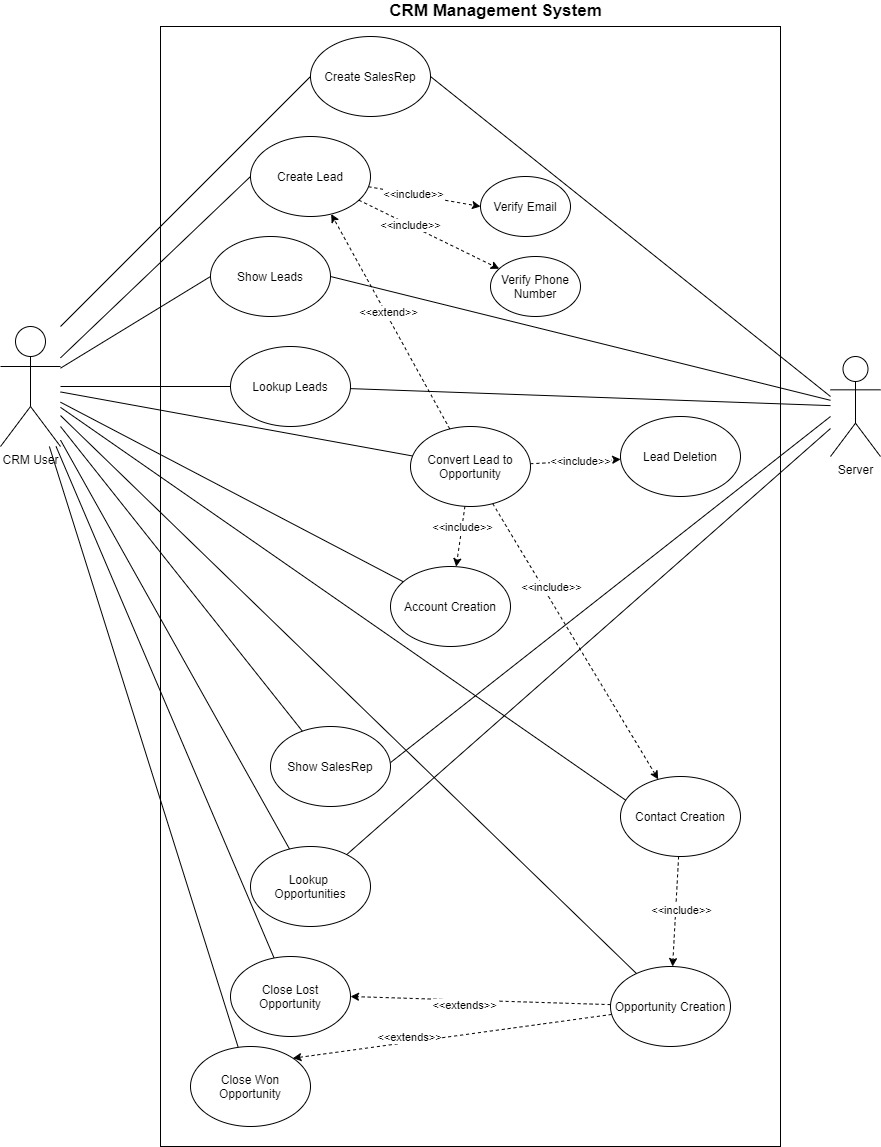 CRM Management System
Create SalesRep
Create Lead
<<include>>
Verify Email
<<include>>
Show Leads
Verify Phone
Number
<<extend>>
Lookup Leads
CRM User
Convert Lead to
Opportunity
<<include>>
Lead Deletion
Server
<<include>>
<<include>>
Account Creation
Show SalesRep
Contact Creation
Lookup
Opportunities
<<include>>
Close Lost
Opportunity
<<extends>>
Opportunity Creation
<<extends>>
Close Won
Opportunity